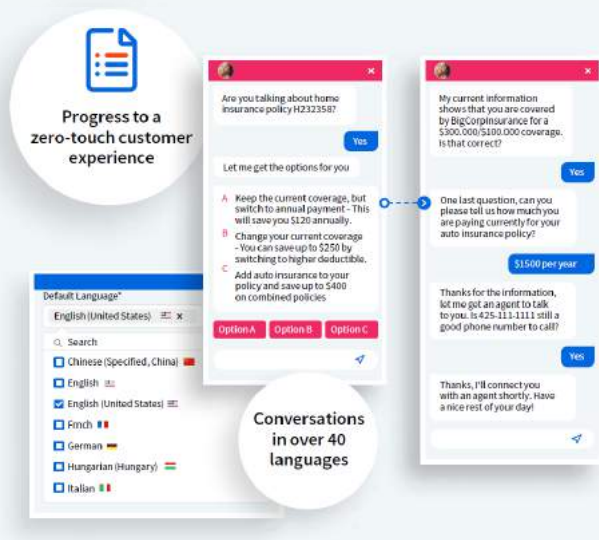 Progress to a
zero-touch customer
experience
Are you talking about home
insurance policy H232358?
Yes
Let me get the options for you
A Keep the current coverage, but
switch to annual payment - This
will save you $120 annually.
B Change your current coverage
- You can save up to $250 by
switching to higher deductible.
C Add auto insurance to your
policy and save up to $400
on combined policies
Option A
Option B
Option C
My current information
shows that you are covered
by BigCorpInsurance for a
$300.000/$100.000 coverage.
Is that correct?
Yes
One last question, can you
please tell us how much you
are paying currently for your
auto insurance policy?
$1500 per year
Thanks for the information,
let me get an agent to talk
to you. Is 425-111-1111 still a
good phone number to call?
Yes
Thanks, I'll connect you
with an agent shortly. Have
a nice rest of your day!
Default Language*
English (United States) x
Search
Chinese (Specified, China)
English
English (United States)
Frnch
German
Hungarian (Hungary)
Italian
Conversations
in over 40
languages